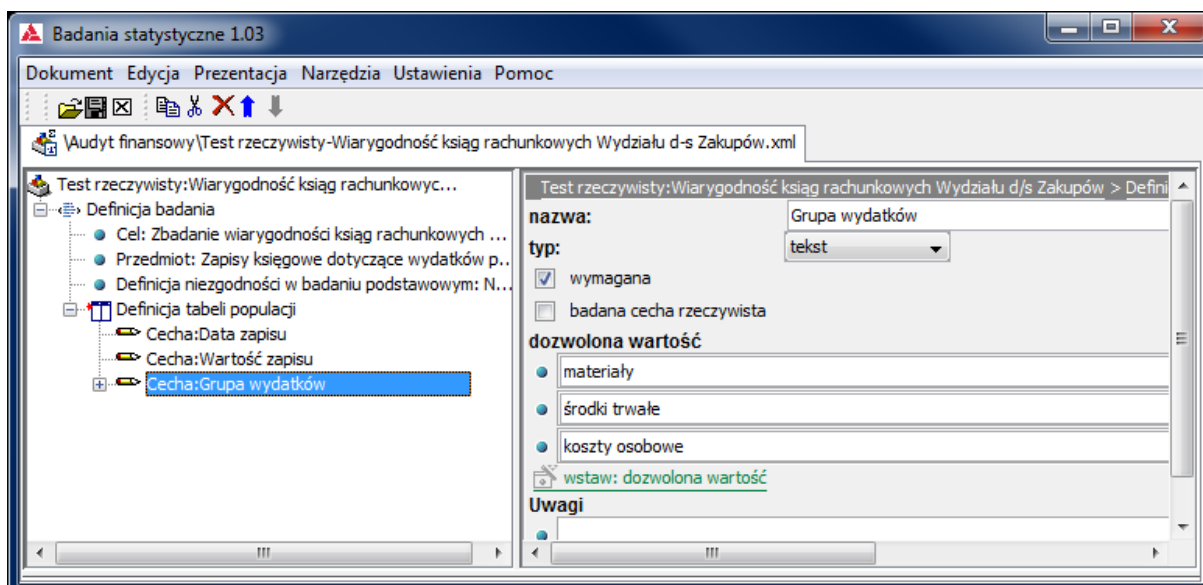 Badania statystyczne 1.03
Dokument Edycja Prezentacja Narzędzia Ustawienia Pomoc
\Audyt finansowy\Test rzeczywisty-Wiarygodność ksiąg rachunkowych Wydziału d-s Zakupów.xml
Test rzeczywisty:Wiarygodność ksiąg rachunkowyc...
Definicja badania
Cel: Zbadanie wiarygodności ksiąg rachunkowych ...
Przedmiot: Zapisy księgowe dotyczące wydatków p..
Definicja niezgodności w badaniu podstawowym: N...
Definicja tabeli populacji
Cecha:Data zapisu
Cecha:Wartość zapisu
Cecha:Grupa wydatków
Test rzeczywisty:Wiarygodność ksiąg rachunkowych Wydziału d/s Zakupów > Defini
nazwa: Grupa wydatków
typ: tekst
wymagana
badana cecha rzeczywista
dozwolona wartość
materiały
środki trwałe
koszty osobowe
wstaw: dozwolona wartość
Uwagi